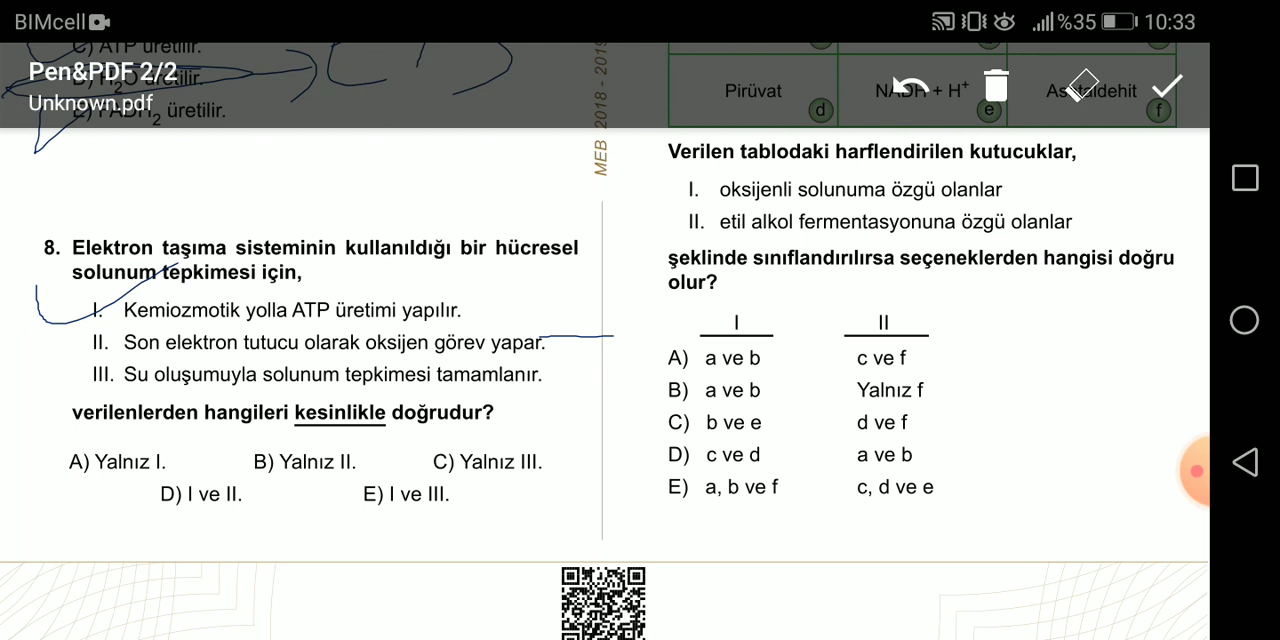 BIMcell
%35
10:33
C) ATP üretilir.
Pen&PDF 2/2
D) H2O üretilir.
Unknown.pdf
E) FADH2 üretilir.
8. Elektron taşıma sisteminin kullanıldığı bir hücresel
solunum tepkimesi için,
I. Kemiozmotik yolla ATP üretimi yapılır.
II. Son elektron tutucu olarak oksijen görev yapar.
III. Su oluşumuyla solunum tepkimesi tamamlanır.
verilenlerden hangileri kesinlikle doğrudur?
A) Yalnız I. B) Yalnız II. C) Yalnız III.
D) I ve II. E) I ve III.
MEB 2018 - 2019
Pirüvat d NADH + H+ e Asetaldehit f
Verilen tablodaki harflendirilen kutucuklar,
I. oksijenli solunuma özgü olanlar
II. etil alkol fermentasyonuna özgü olanlar
şeklinde sınıflandırılırsa seçeneklerden hangisi doğru
olur?
I II
A) a ve b c ve f
B) a ve b Yalnız f
C) b ve e d ve f
D) c ve d a ve b
E) a, b ve f c, d ve e